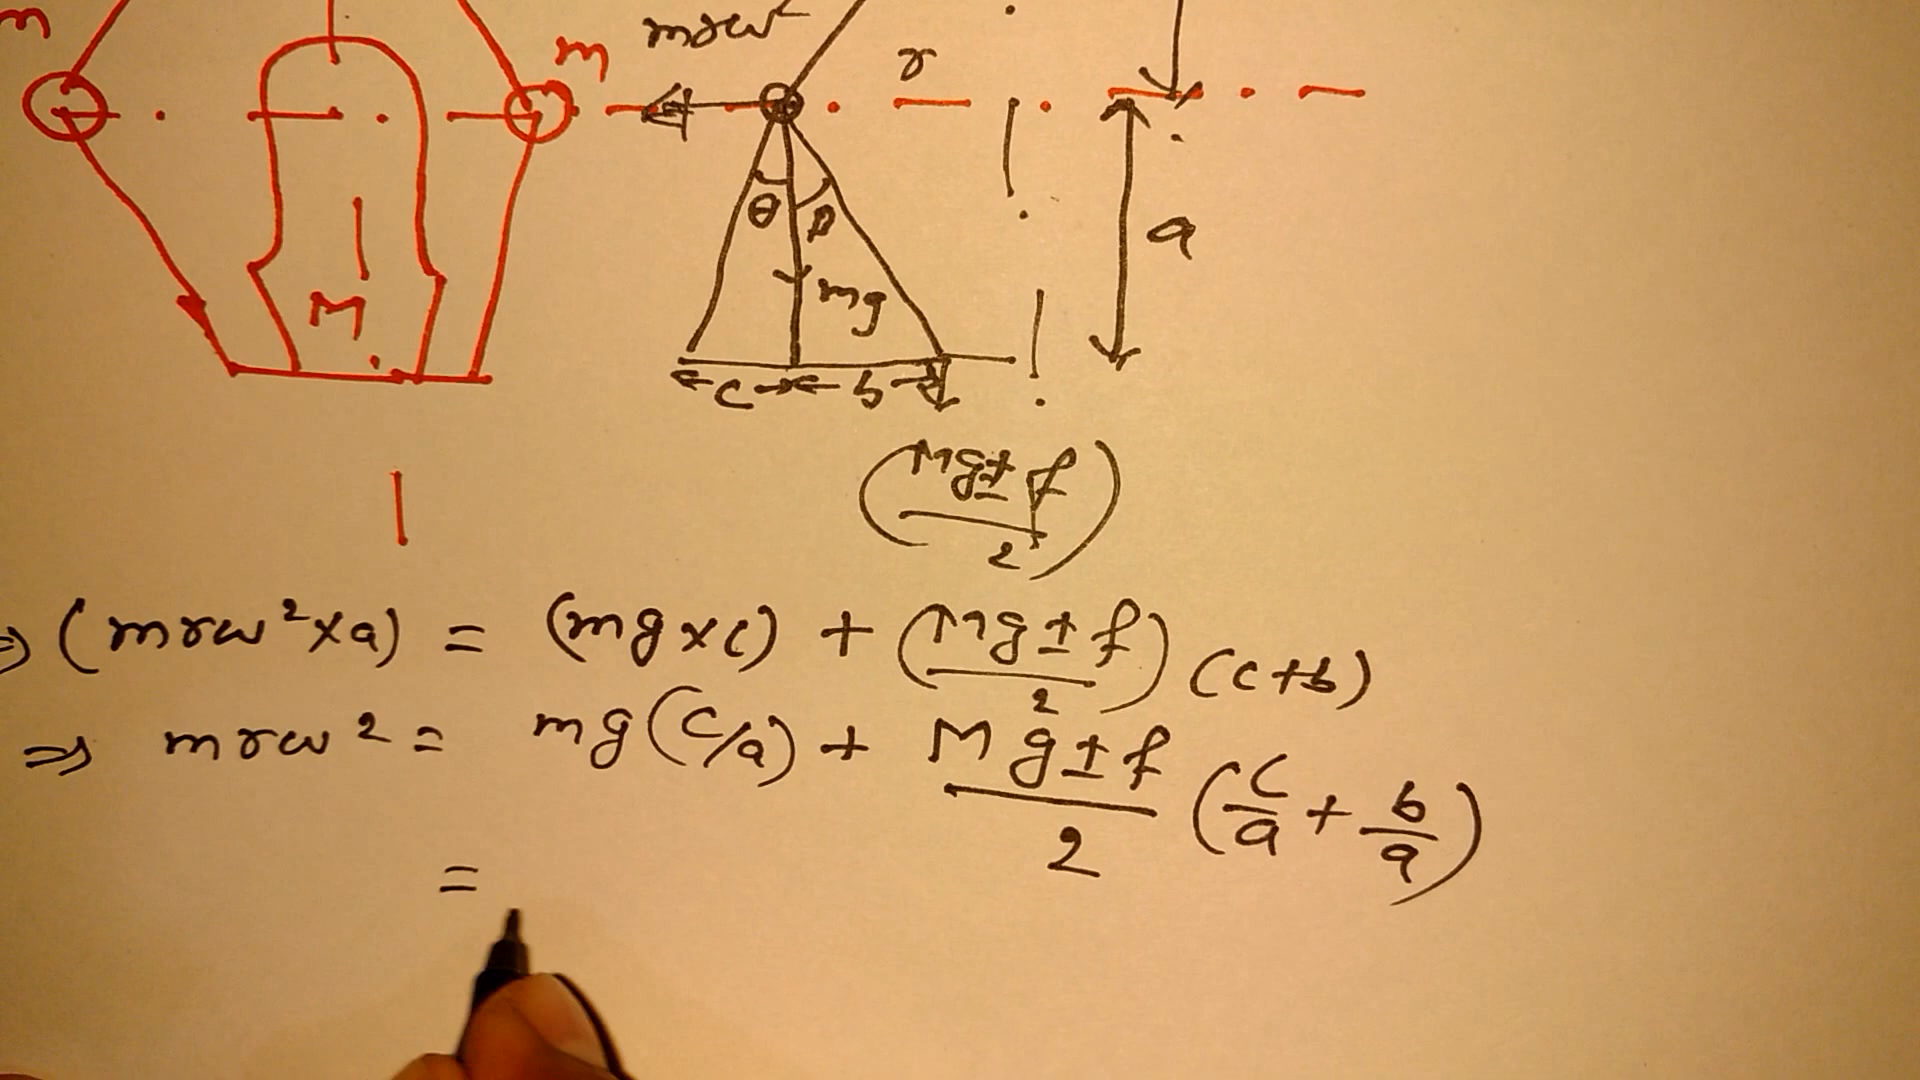 m
mrω²
m
r
θ β
a
M
mg
c b
(Mg±f/2)
⇒ (mrω²×a) = (mg×c) + (Mg±f/2)(c+b)
⇒ mrω² = mg(c/a) + Mg±f/2 (c/a + b/a)
=